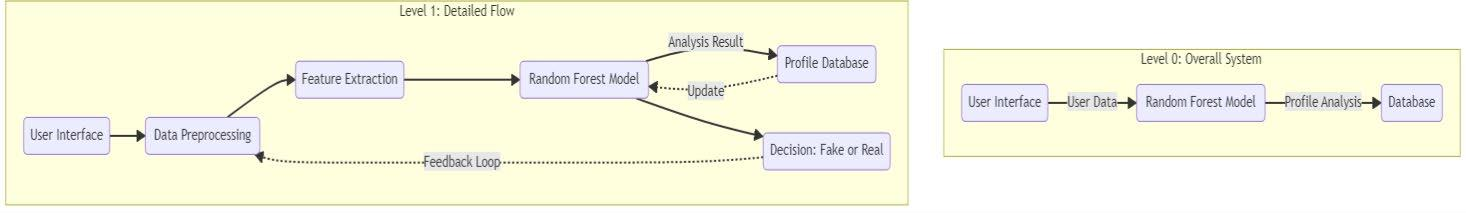 Level 1: Detailed Flow
Analysis Result
Profile Database
Feature Extraction
Random Forest Model
Update
User Interface
Data Preprocessing
Decision: Fake or Real
Feedback Loop
Level 0: Overall System
User Interface
User Data
Random Forest Model
Profile Analysis
Database